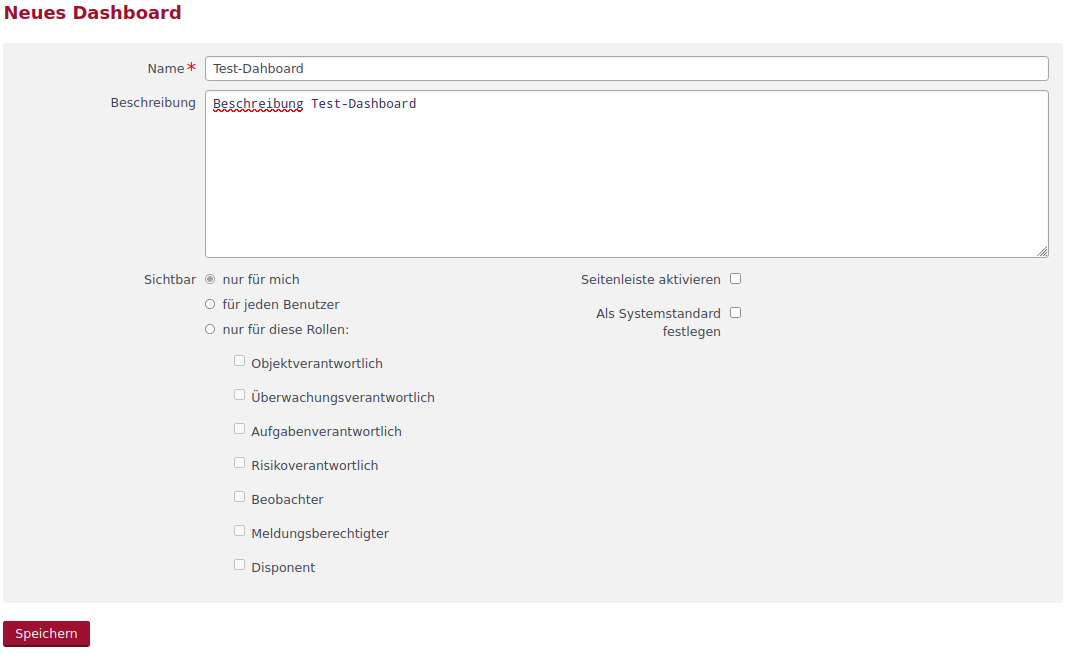 Neues Dashboard
Name*
Test-Dahboard
Beschreibung
Beschreibung Test-Dashboard
Sichtbar
nur für mich
für jeden Benutzer
nur für diese Rollen:
Objektverantwortlich
Überwachungsverantwortlich
Aufgabenverantwortlich
Risikoverantwortlich
Beobachter
Meldungsberechtigter
Disponent
Seitenleiste aktivieren
Als Systemstandard
festlegen
Speichern